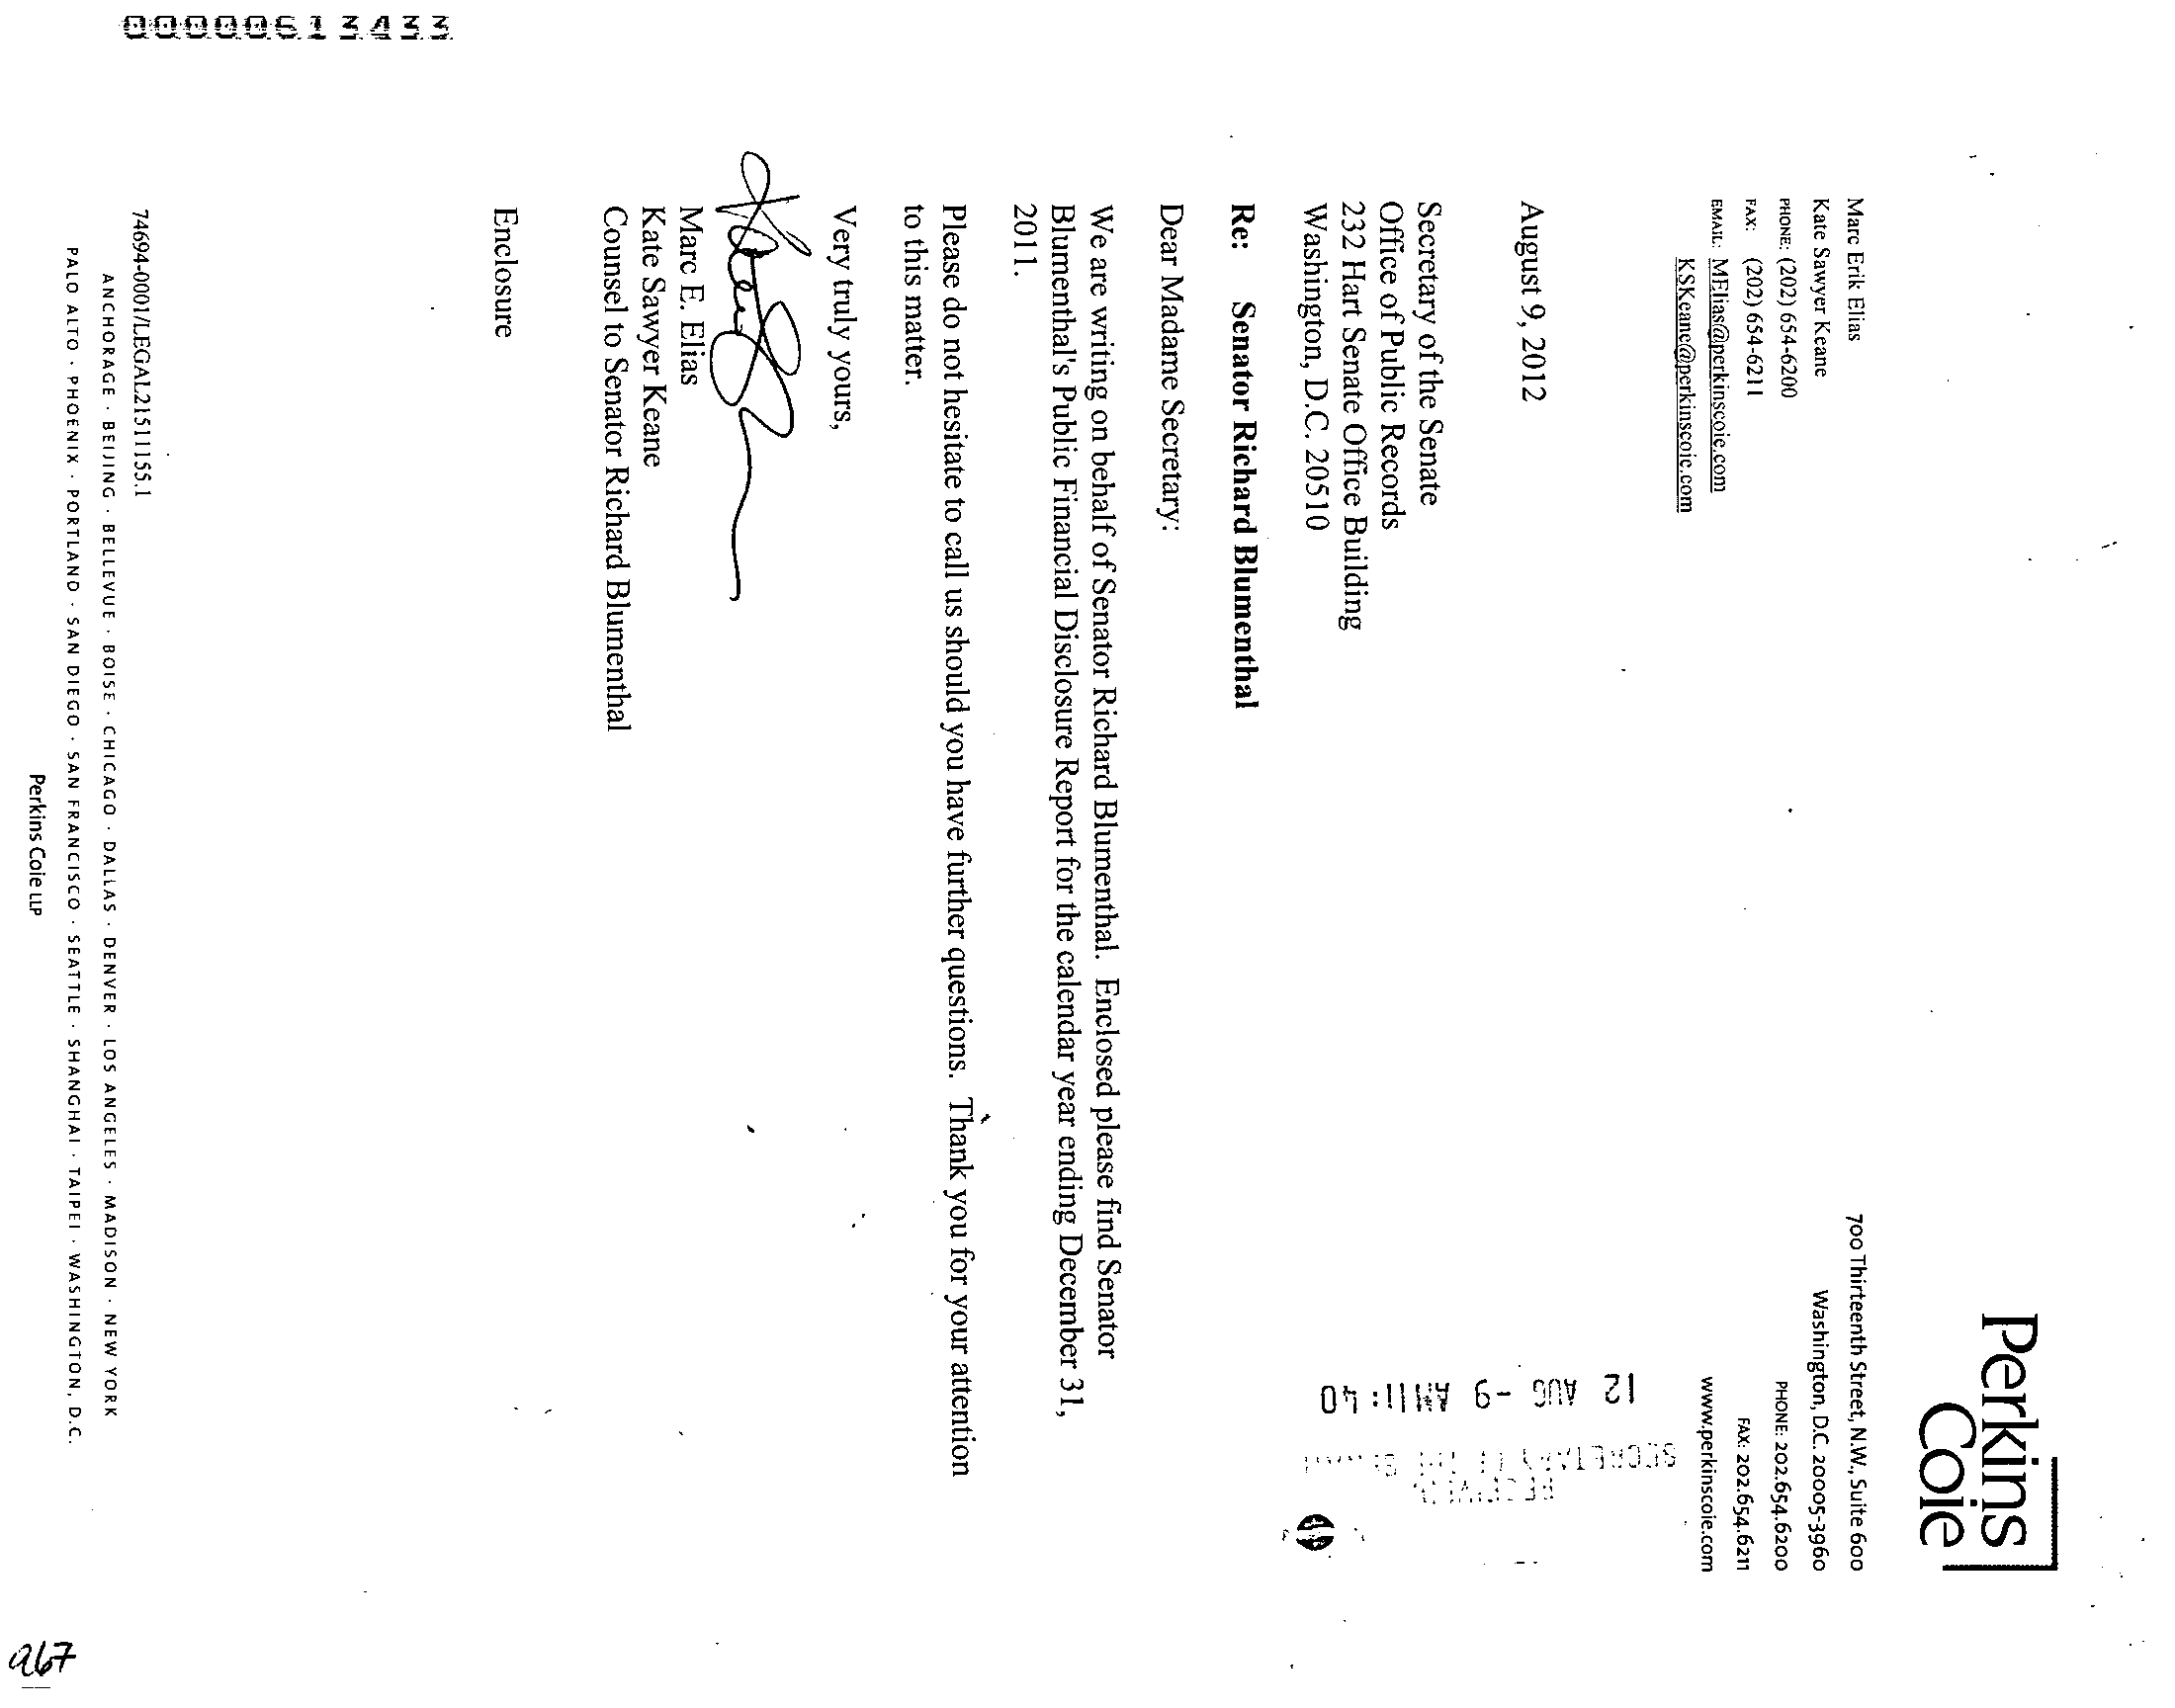 Perkins
Coie
Marc Erik Elias
Kate Sawyer Keane
PHONE: (202) 654-6200
FAX: (202) 654-6211
EMAIL: MElias@perkinscoie.com
KSKeane@perkinscoie.com
700 Thirteenth Street, N.W., Suite 600
Washington, D.C. 20005-3960
PHONE: 202.654.6200
FAX: 202.654.6211
www.perkinscoie.com
SECRETARY OF THE
12 AUG -9 AM 11:40
August 9, 2012
Secretary of the Senate
Office of Public Records
232 Hart Senate Office Building
Washington, D.C. 20510
Re: Senator Richard Blumenthal
Dear Madame Secretary:
We are writing on behalf of Senator Richard Blumenthal. Enclosed please find Senator
Blumenthal's Public Financial Disclosure Report for the calendar year ending December 31,
2011.
Please do not hesitate to call us should you have further questions. Thank you for your attention
to this matter.
Very truly yours,
Marc E. Elias
Kate Sawyer Keane
Counsel to Senator Richard Blumenthal
Enclosure
74694-0001/LEGAL21511155.1
ANCHORAGE · BEIJING · BELLEVUE · BOISE · CHICAGO · DALLAS · DENVER · LOS ANGELES · MADISON · NEW YORK
PALO ALTO · PHOENIX · PORTLAND · SAN DIEGO · SAN FRANCISCO · SEATTLE · SHANGHAI · TAIPEI · WASHINGTON, D.C.
Perkins Coie LLP
00000613433
a67